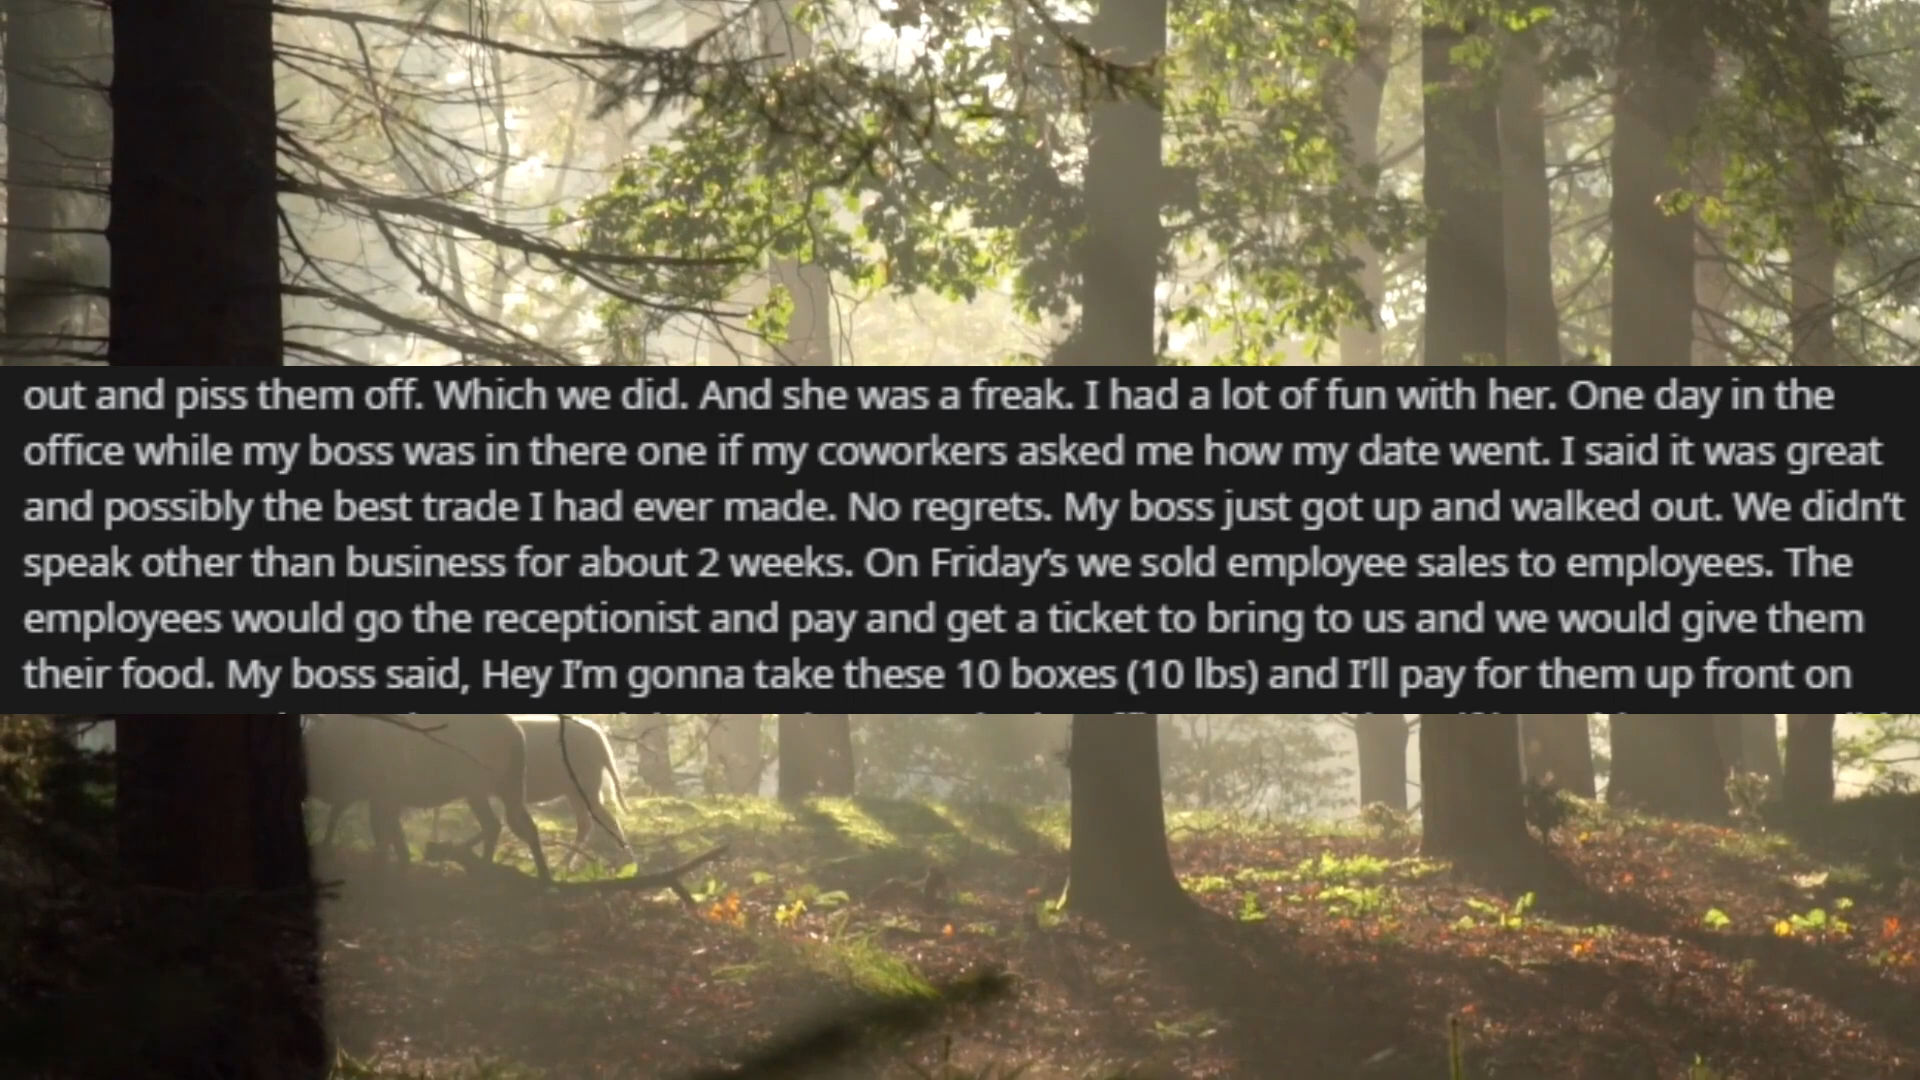 out and piss them off. Which we did. And she was a freak. I had a lot of fun with her. One day in the
office while my boss was in there one if my coworkers asked me how my date went. I said it was great
and possibly the best trade I had ever made. No regrets. My boss just got up and walked out. We didn’t
speak other than business for about 2 weeks. On Friday’s we sold employee sales to employees. The
employees would go the receptionist and pay and get a ticket to bring to us and we would give them
their food. My boss said, Hey I’m gonna take these 10 boxes (10 lbs) and I’ll pay for them up front on